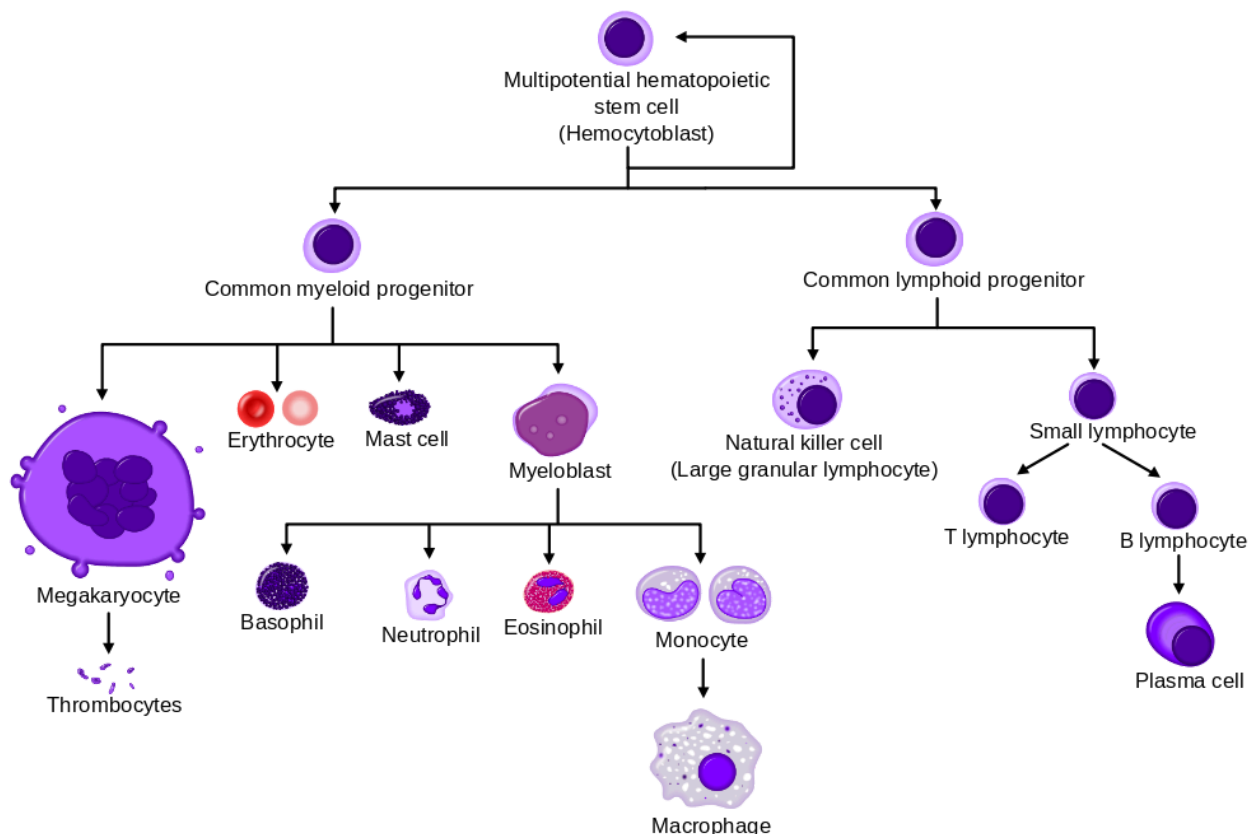 Multipotential hematopoietic
stem cell
(Hemocytoblast)
Common myeloid progenitor
Common lymphoid progenitor
Erythrocyte
Mast cell
Myeloblast
Natural killer cell
(Large granular lymphocyte)
Small lymphocyte
T lymphocyte
B lymphocyte
Megakaryocyte
Basophil
Neutrophil
Eosinophil
Monocyte
Plasma cell
Thrombocytes
Macrophage